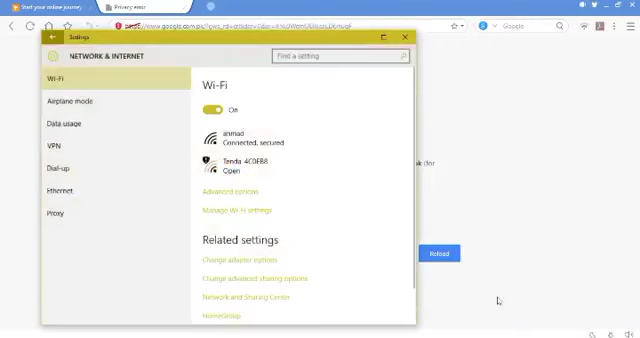 Start your online journey
Privacy error
Google
Settings
NETWORK & INTERNET
Find a setting
Wi-Fi
Airplane mode
Data usage
VPN
Dial-up
Ethernet
Proxy
Wi-Fi
On
ahmad
Connected, secured
Tenda 4C0EB8
Open
Advanced options
Manage Wi-Fi settings
Related settings
Change adapter options
Change advanced sharing options
Network and Sharing Center
HomeGroup
Reload